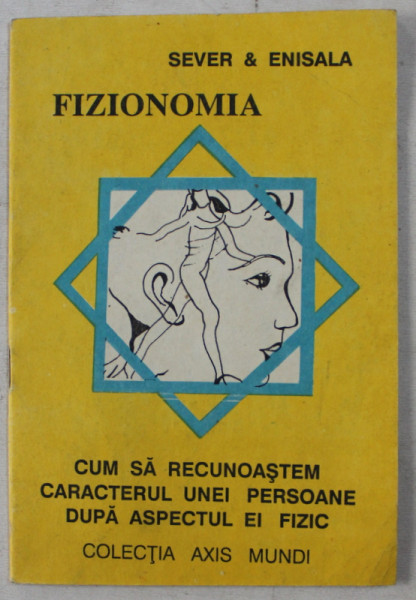 SEVER & ENISALA
FIZIONOMIA
CUM SĂ RECUNOAŞTEM
CARACTERUL UNEI PERSOANE
DUPĂ ASPECTUL EI FIZIC
COLECŢIA AXIS MUNDI